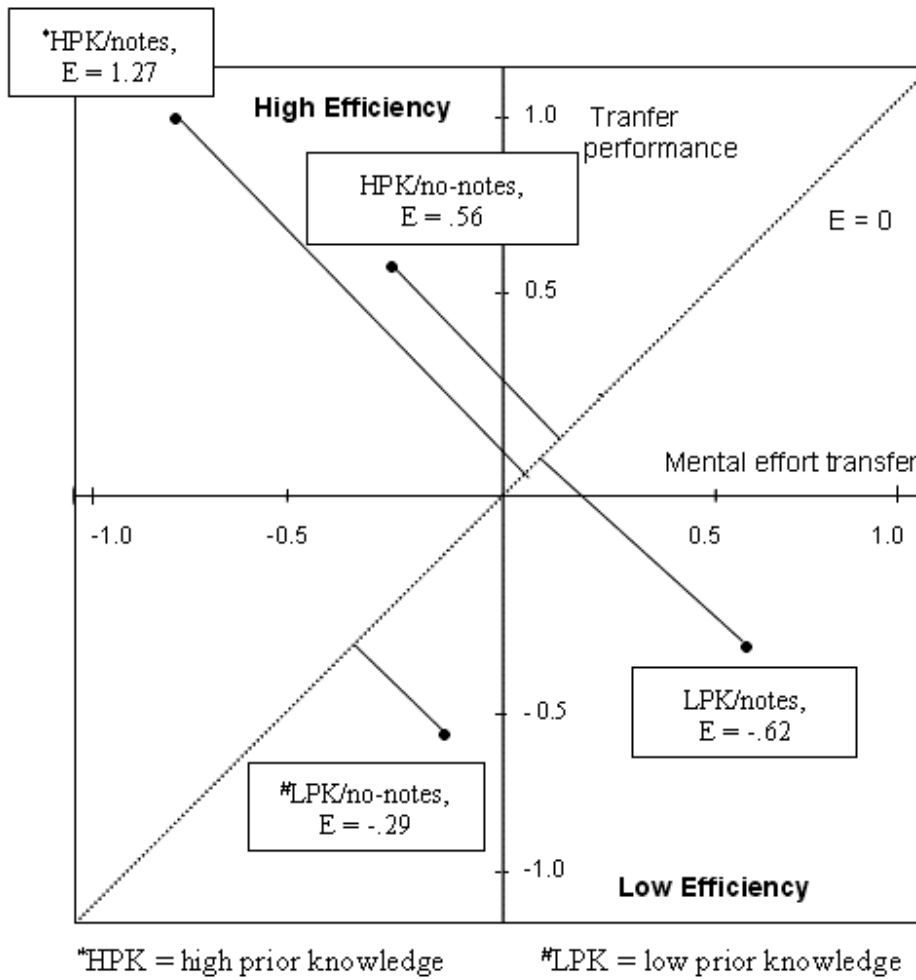 *HPK/notes,
E = 1.27
High Efficiency
1.0
Tranfer
performance
HPK/no-notes,
E = .56
E = 0
0.5
Mental effort transfer
-1.0
-0.5
0.5
1.0
LPK/notes,
E = -.62
-0.5
#LPK/no-notes,
E = -.29
-1.0
Low Efficiency
*HPK = high prior knowledge
#LPK = low prior knowledge